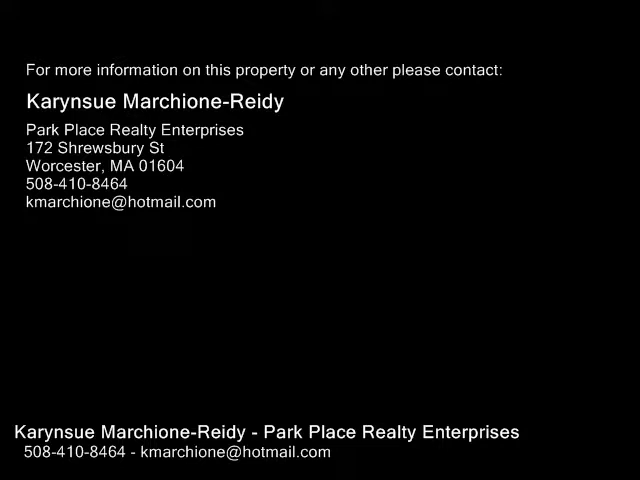 For more information on this property or any other please contact:
Karynsue Marchione-Reidy
Park Place Realty Enterprises
172 Shrewsbury St
Worcester, MA 01604
508-410-8464
kmarchione@hotmail.com
Karynsue Marchione-Reidy - Park Place Realty Enterprises
508-410-8464 - kmarchione@hotmail.com